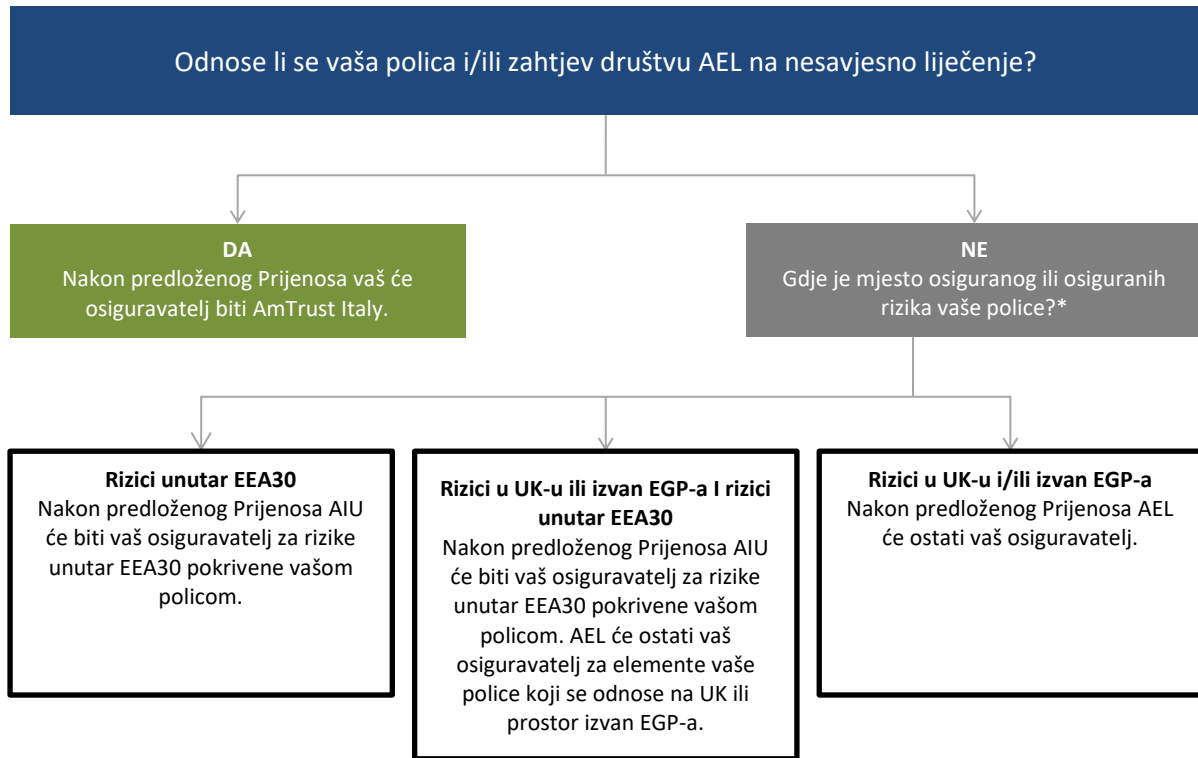 Odnose li se vaša polica i/ili zahtjev društvu AEL na nesavjesno liječenje?
DA
Nakon predloženog Prijenosa vaš će
osiguravatelj biti AmTrust Italy.
NE
Gdje je mjesto osiguranog ili osiguranih
rizika vaše police?*
Rizici unutar EEA30
Nakon predloženog Prijenosa AIU
će biti vaš osiguravatelj za rizike
unutar EEA30 pokrivene vašom
policom.
Rizici u UK-u ili izvan EGP-a I rizici
unutar EEA30
Nakon predloženog Prijenosa AIU
će biti vaš osiguravatelj za rizike
unutar EEA30 pokrivene vašom
policom. AEL će ostati vaš
osiguravatelj za elemente vaše
police koji se odnose na UK ili
prostor izvan EGP-a.
Rizici u UK-u i/ili izvan EGP-a
Nakon predloženog Prijenosa AEL
će ostati vaš osiguravatelj.